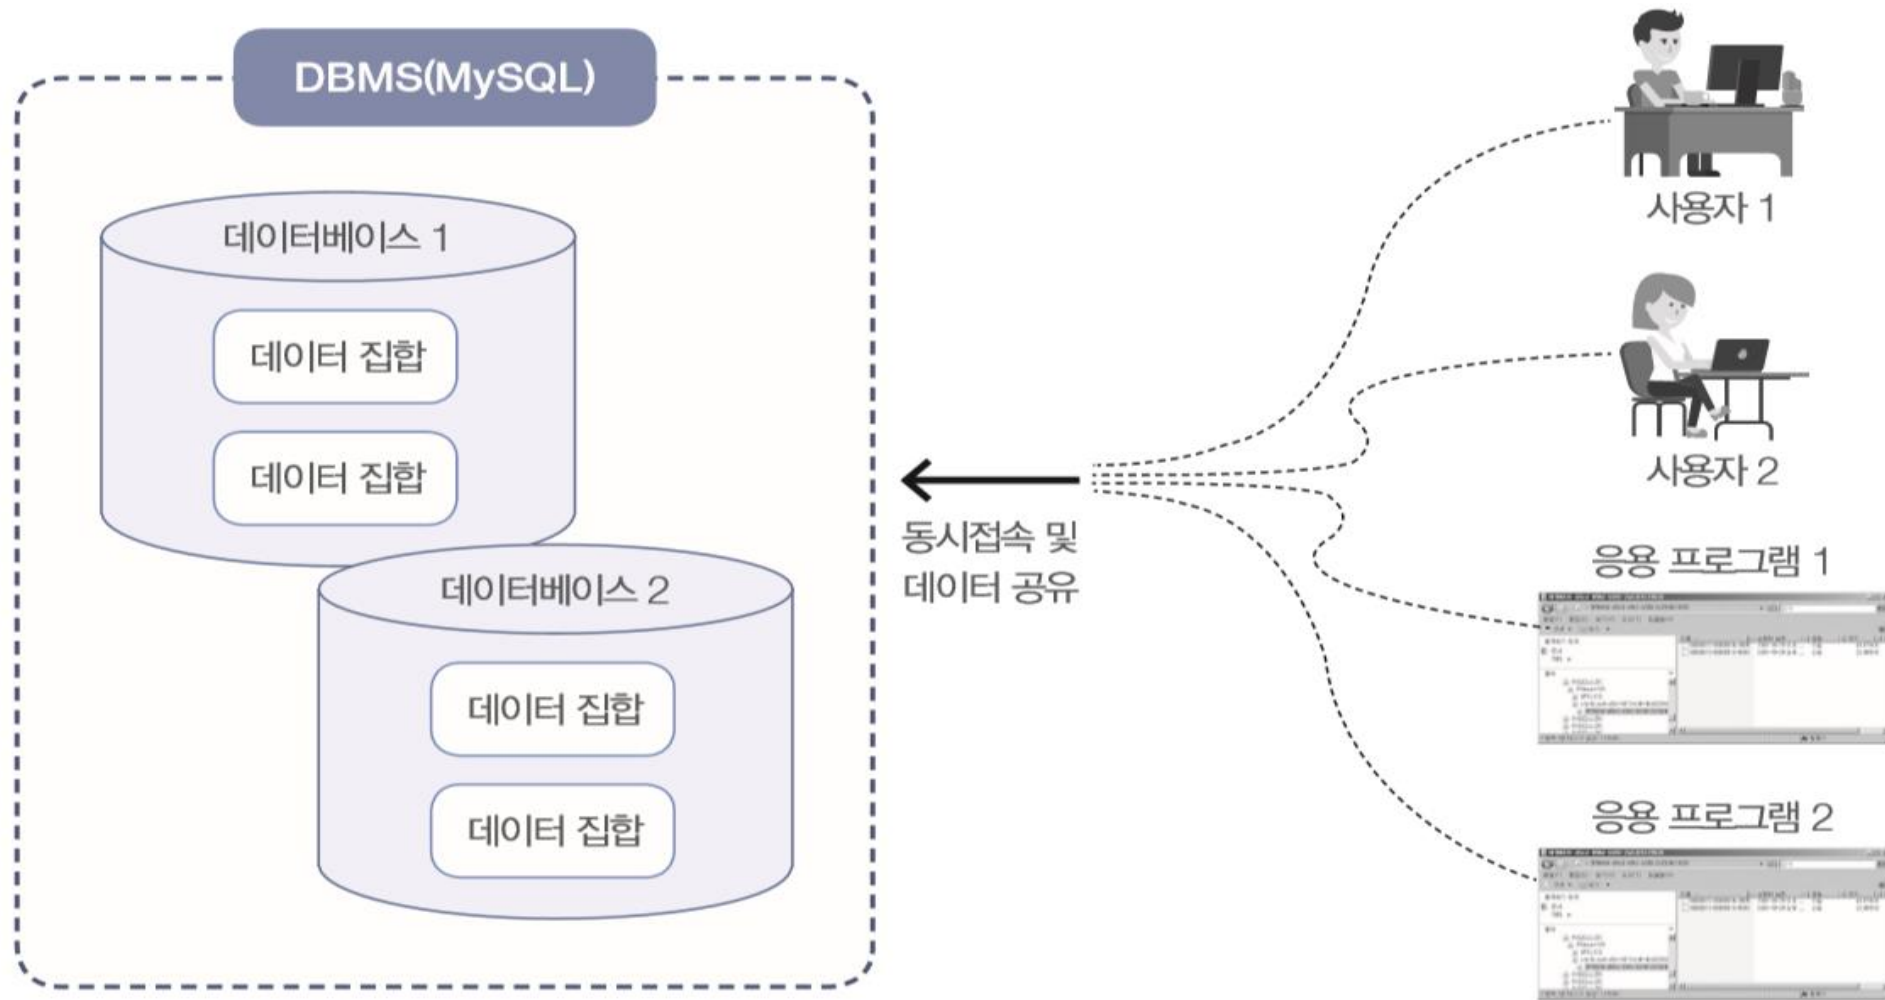 DBMS(MySQL)
데이터베이스 1
데이터 집합
데이터 집합
데이터베이스 2
데이터 집합
데이터 집합
동시접속 및
데이터 공유
사용자 1
사용자 2
응용 프로그램 1
응용 프로그램 2